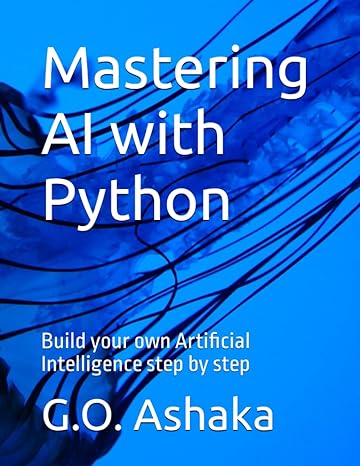 Mastering
AI with
Python
Build your own Artificial
Intelligence step by step
G.O. Ashaka